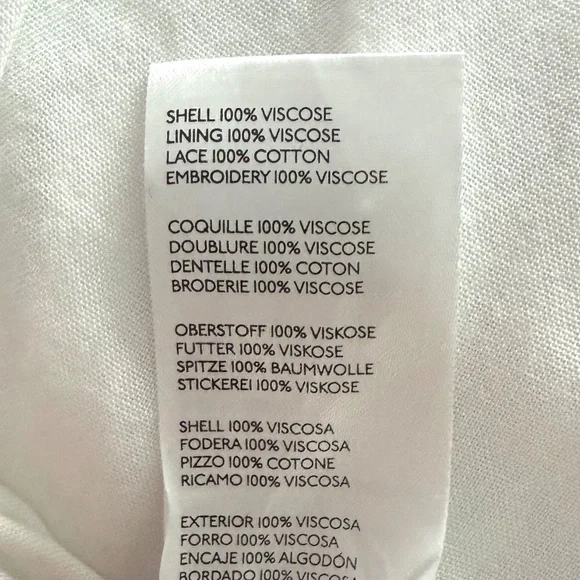 SHELL 100% VISCOSE
LINING 100% VISCOSE
LACE 100% COTTON
EMBROIDERY 100% VISCOSE
COQUILLE 100% VISCOSE
DOUBLURE 100% VISCOSE
DENTELLE 100% COTON
BRODERIE 100% VISCOSE
OBERSTOFF 100% VISKOSE
FUTTER 100% VISKOSE
SPITZE 100% BAUMWOLLE
STICKEREI 100% VISKOSE
SHELL 100% VISCOSA
FODERA 100% VISCOSA
PIZZO 100% COTONE
RICAMO 100% VISCOSA
EXTERIOR 100% VISCOSA
FORRO 100% VISCOSA
ENCAJE 100% ALGODÓN
BORDADO 100% VISCOSA